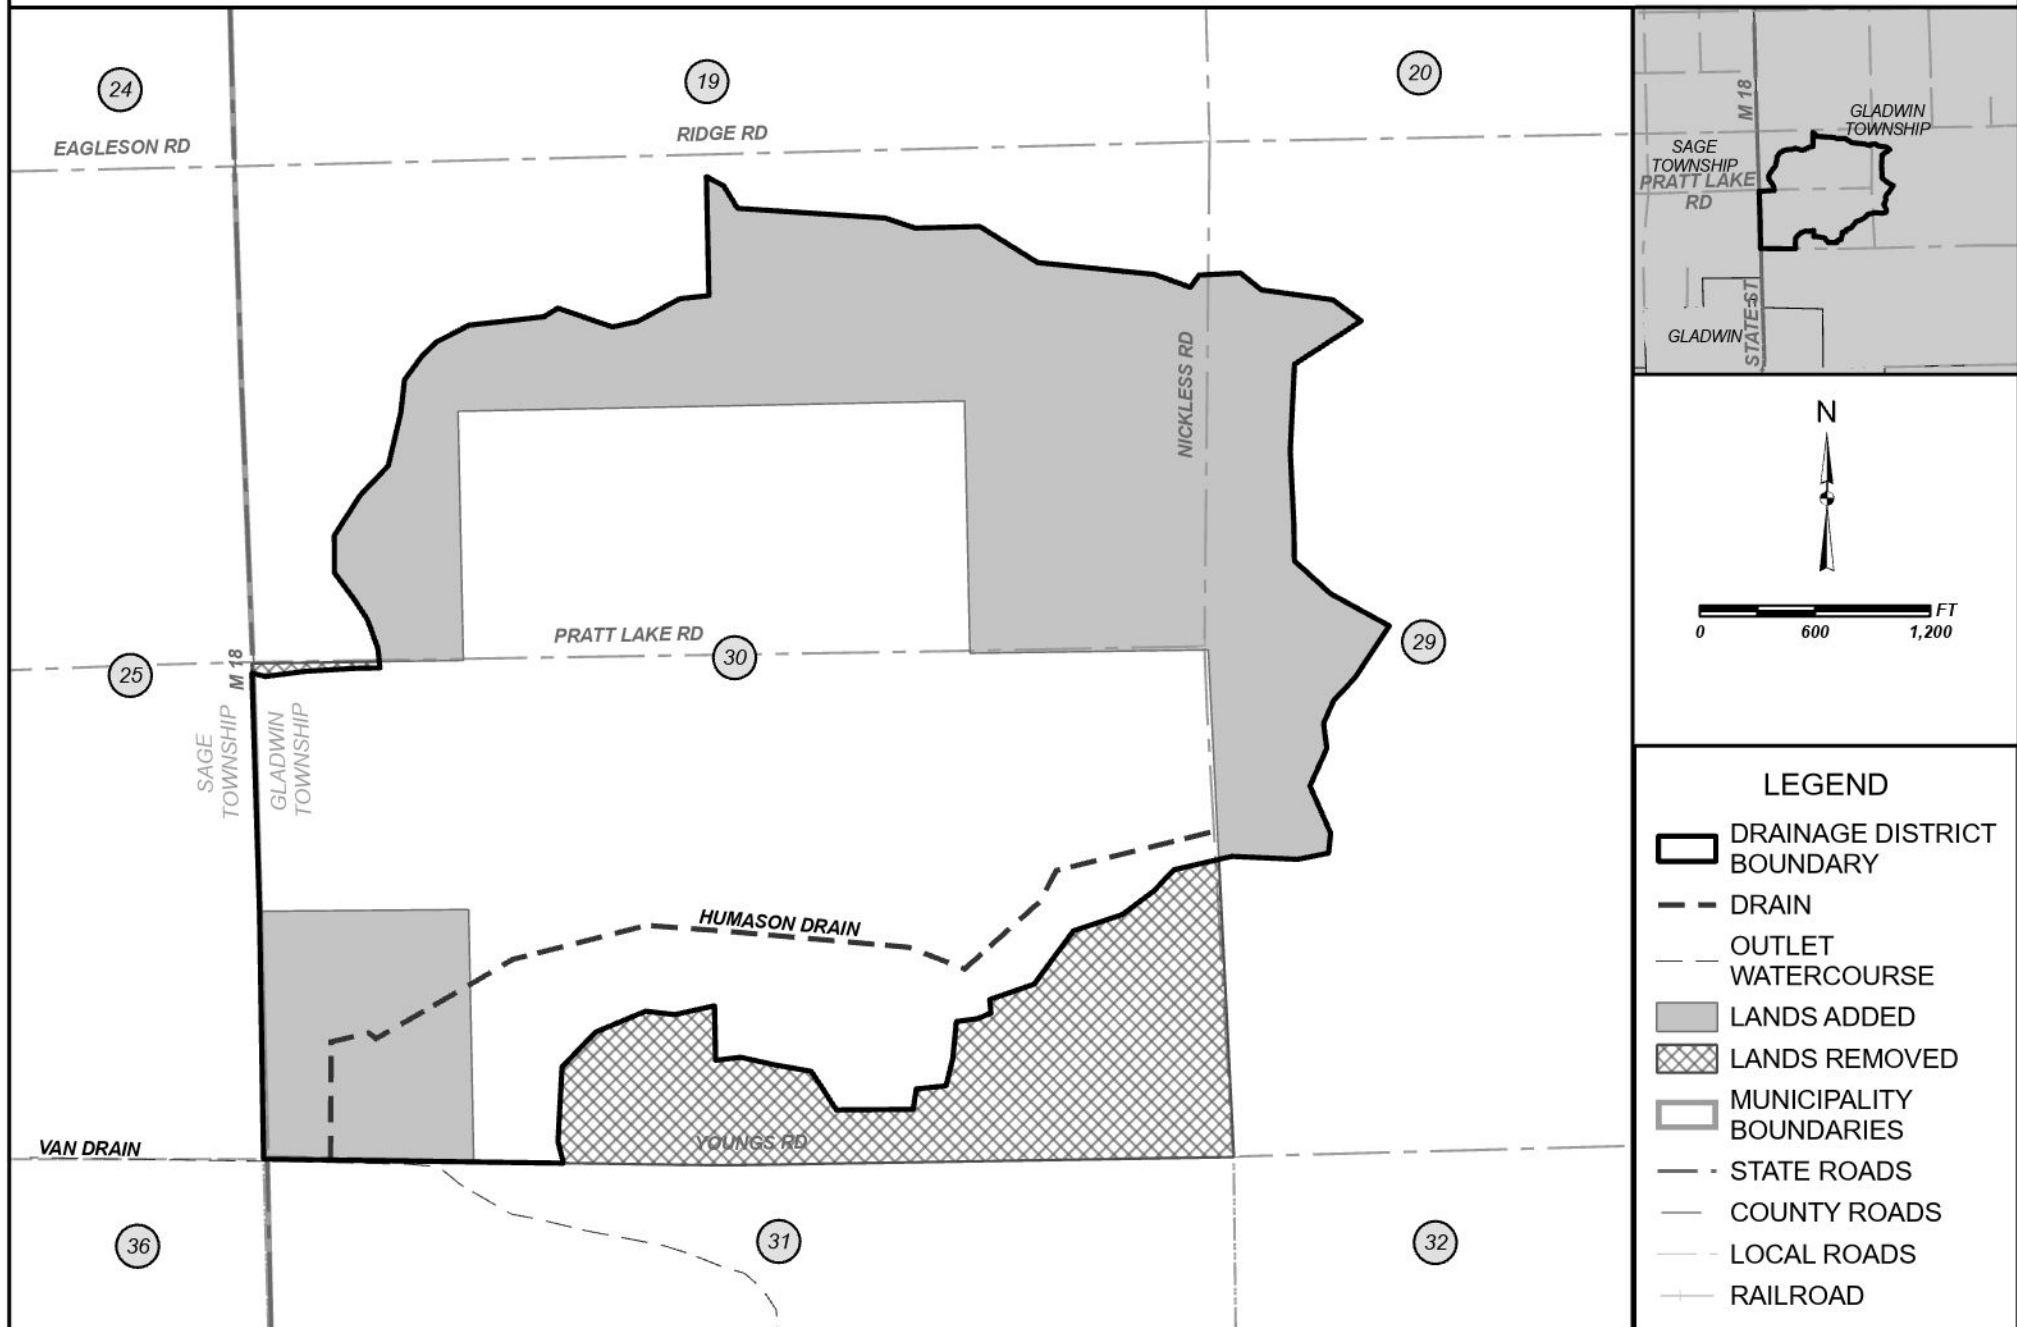 24
19
20
EAGLESON RD
RIDGE RD
NICKLESS RD
PRATT LAKE RD
30
29
25
M 18
SAGE
TOWNSHIP
GLADWIN
TOWNSHIP
HUMASON DRAIN
VAN DRAIN
YOUNGS RD
36
31
32
M 18
GLADWIN
TOWNSHIP
SAGE
TOWNSHIP
PRATT LAKE
RD
GLADWIN
STATE ST
N
FT
0 600 1,200
LEGEND
DRAINAGE DISTRICT
BOUNDARY
DRAIN
OUTLET
WATERCOURSE
LANDS ADDED
LANDS REMOVED
MUNICIPALITY
BOUNDARIES
STATE ROADS
COUNTY ROADS
LOCAL ROADS
RAILROAD